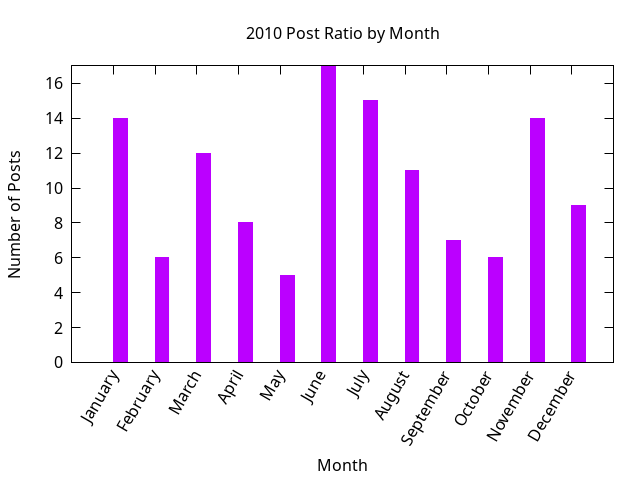 2010 Post Ratio by Month
Number of Posts
16
14
12
10
8
6
4
2
0
January
February
March
April
May
June
July
August
September
October
November
December
Month